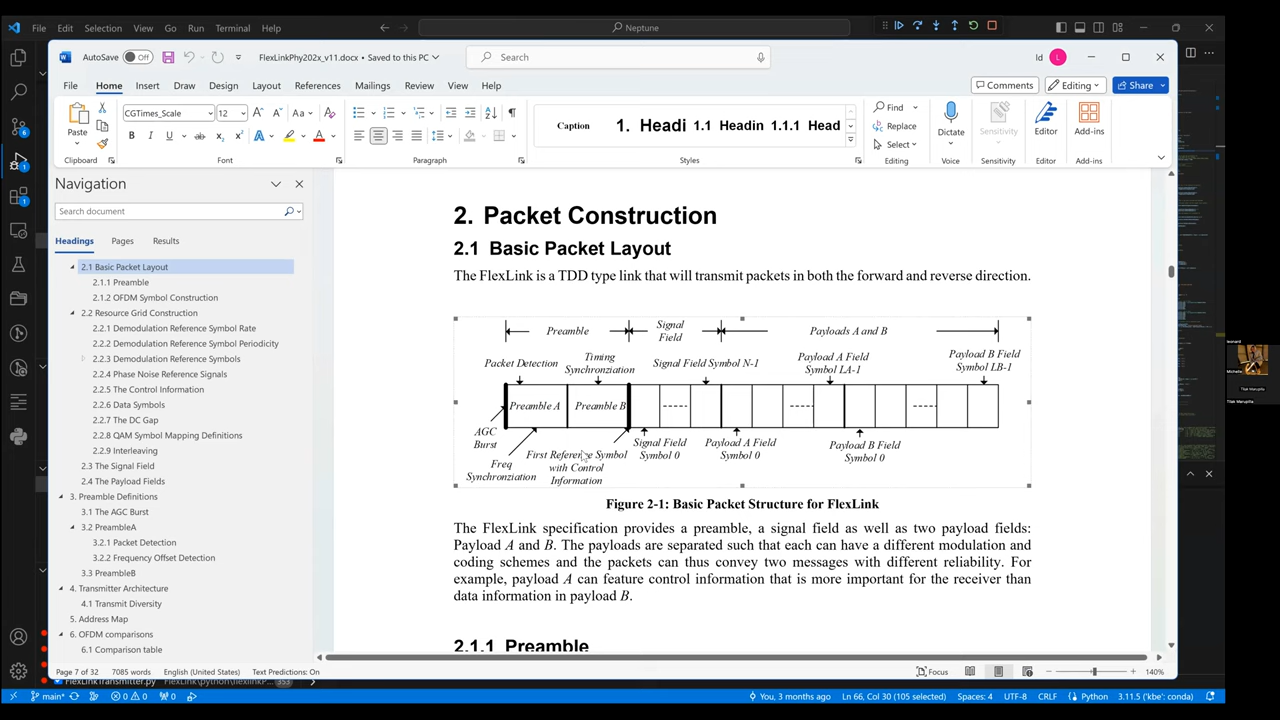 File Edit Selection View Go Run Terminal Neptune
AutoSave Off FlexLinkPhy202x_v11.docx • Saved to this PC Search ld L
File Home Insert Draw Design Layout References Mailings Review View Help Comments Editing Share
Paste CGTimes_Scale 12 Caption 1. Headi 1.1 Headin 1.1.1 Head Find Replace Select Dictate Sensitivity Editor Add-ins
Clipboard Font Paragraph Styles Editing Voice Sensitivity Editor Add-ins
Navigation
Search document
Headings Pages Results
2.1 Basic Packet Layout
2.1.1 Preamble
2.1.2 OFDM Symbol Construction
2.2 Resource Grid Construction
2.2.1 Demodulation Reference Symbol Rate
2.2.2 Demodulation Reference Symbol Periodicity
2.2.3 Demodulation Reference Symbols
2.2.4 Phase Noise Reference Signals
2.2.5 The Control Information
2.2.6 Data Symbols
2.2.7 The DC Gap
2.2.8 QAM Symbol Mapping Definitions
2.2.9 Interleaving
2.3 The Signal Field
2.4 The Payload Fields
3. Preamble Definitions
3.1 The AGC Burst
3.2 PreambleA
3.2.1 Packet Detection
3.2.2 Frequency Offset Detection
3.3 PreambleB
4. Transmitter Architecture
4.1 Transmit Diversity
5. Address Map
6. OFDM comparisons
6.1 Comparison table
2. Packet Construction
2.1 Basic Packet Layout
The FlexLink is a TDD type link that will transmit packets in both the forward and reverse direction.
Preamble
Signal
Field
Payloads A and B
Packet Detection
Timing
Synchronziation
Signal Field Symbol N-1
Payload A Field
Symbol LA-1
Payload B Field
Symbol LB-1
Preamble A Preamble B
AGC
Burst
Freq
Synchronziation
First Reference Symbol
with Control
Information
Signal Field
Symbol 0
Payload A Field
Symbol 0
Payload B Field
Symbol 0
Figure 2-1: Basic Packet Structure for FlexLink
The FlexLink specification provides a preamble, a signal field as well as two payload fields:
Payload A and B. The payloads are separated such that each can have a different modulation and
coding schemes and the packets can thus convey two messages with different reliability. For
example, payload A can feature control information that is more important for the receiver than
data information in payload B.
2.1.1 Preamble
Page 7 of 32 7085 words English (United States) Text Predictions: On Focus 140%
FlexLinkTransmitter.py
main* 0 0 0 You, 3 months ago Ln 66, Col 30 (105 selected) Spaces: 4 UTF-8 CRLF Python 3.11.5 ('kbe': conda)
leonard
Michelle
Tilak Marupilla
Tilak Marupilla